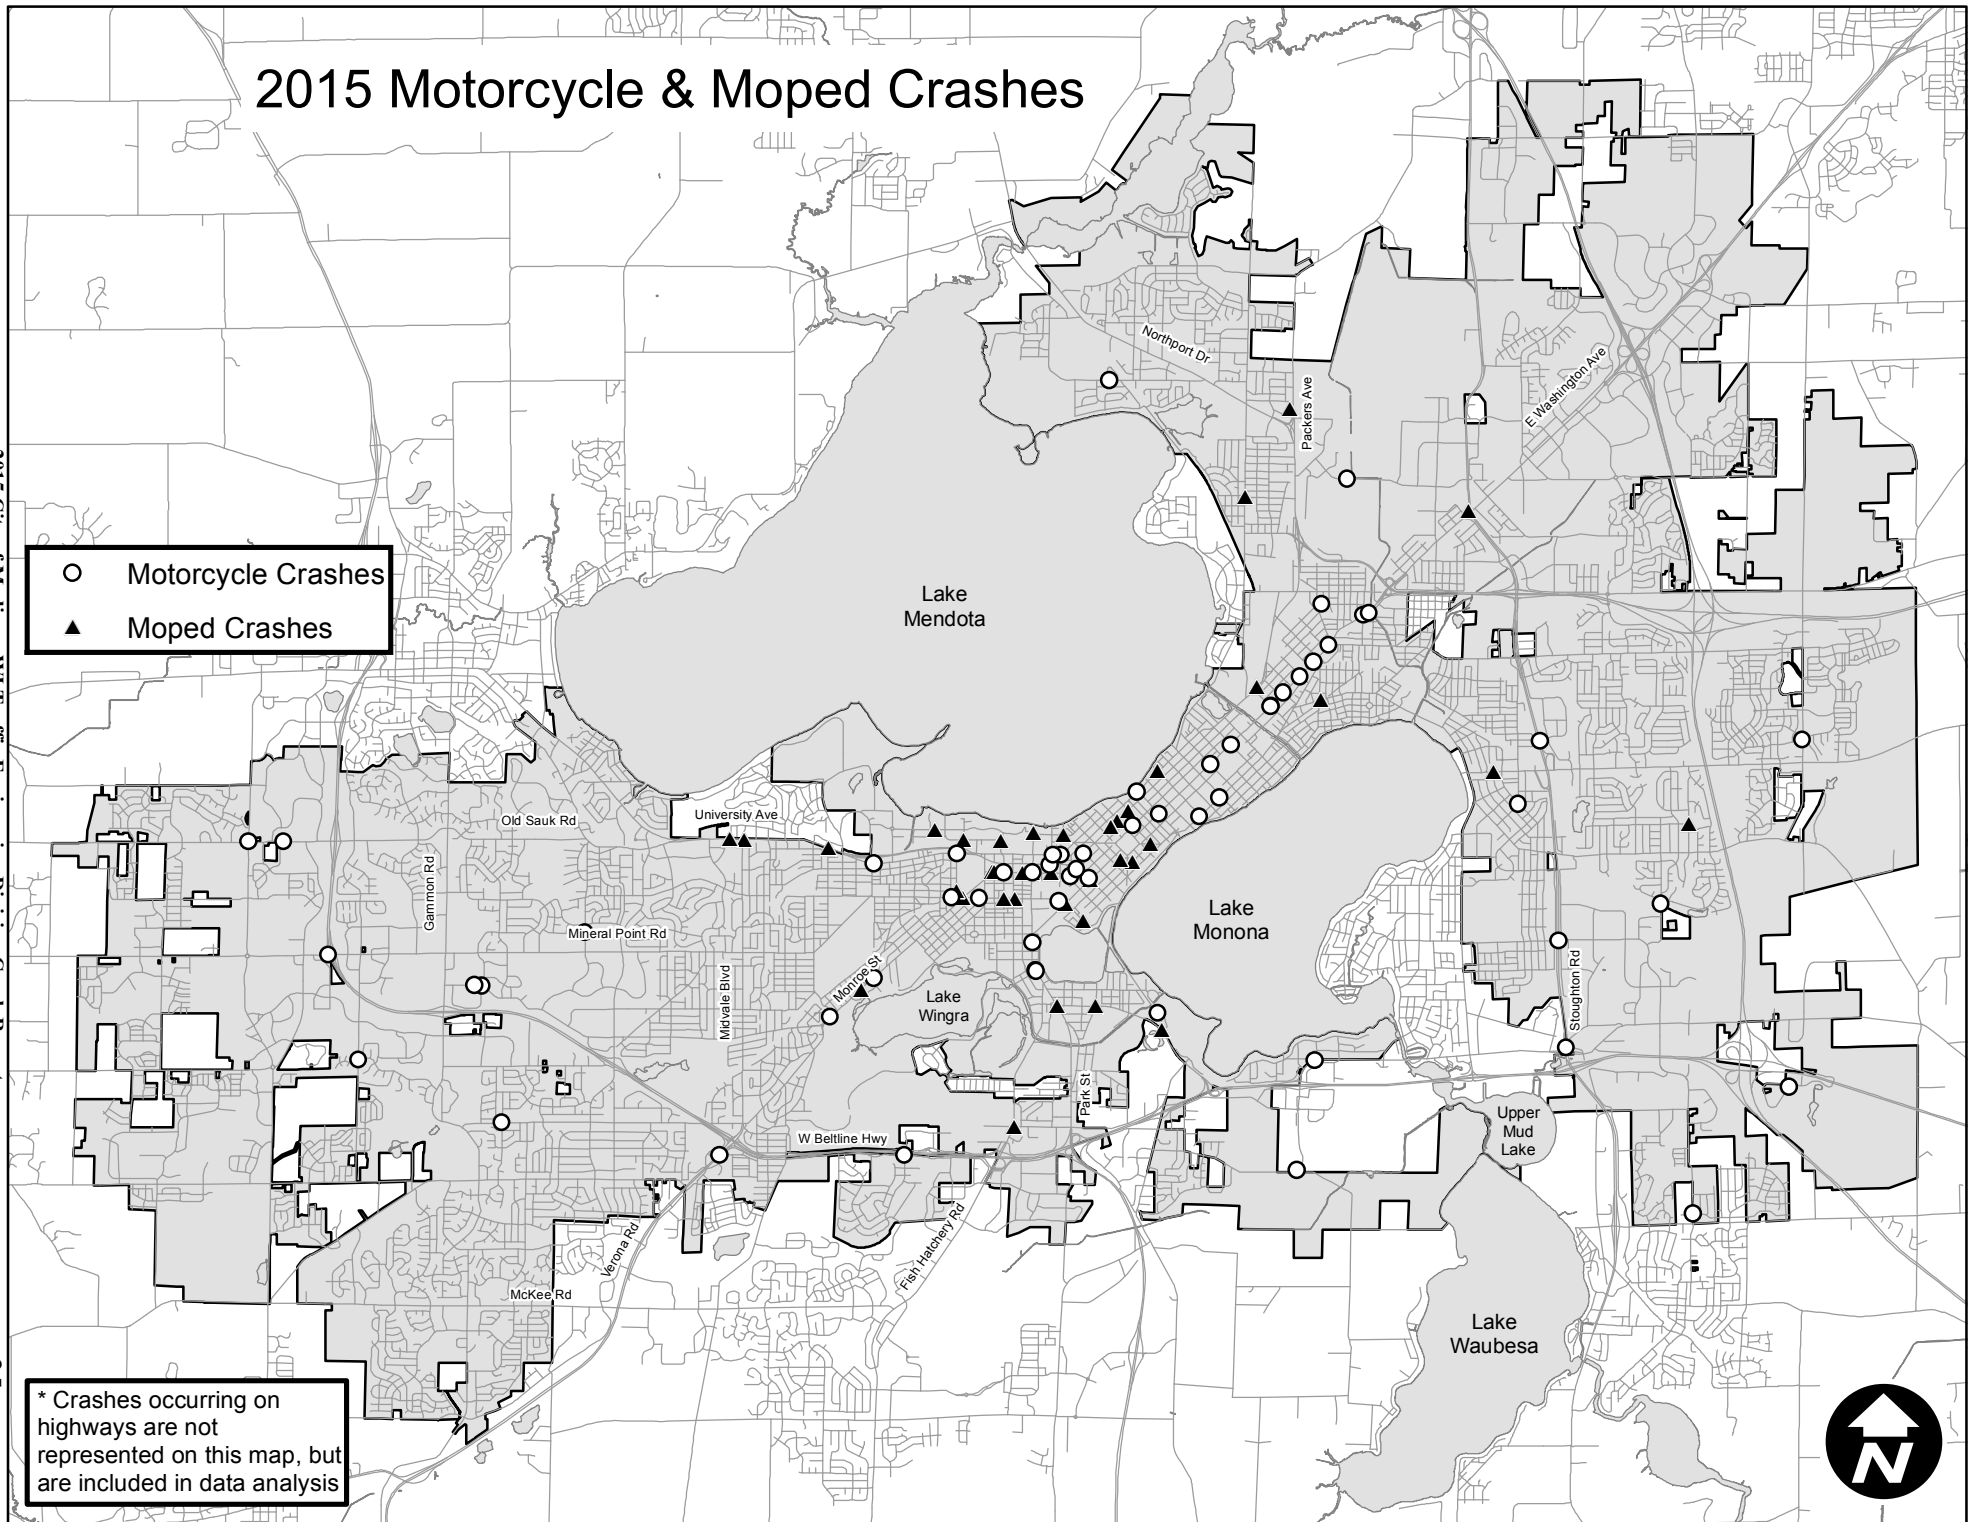 2015 Motorcycle & Moped Crashes
Northport Dr
Packers Ave
E Washington Ave
Motorcycle Crashes
Moped Crashes
Lake
Mendota
University Ave
Old Sauk Rd
Gammon Rd
Mineral Point Rd
Midvale Blvd
Monroe St
Lake
Wingra
Lake
Monona
Stoughton Rd
Park St
W Beltline Hwy
Upper
Mud
Lake
Verona Rd
Fish Hatchery Rd
McKee Rd
Lake
Waubesa
* Crashes occurring on
highways are not
represented on this map, but
are included in data analysis
N